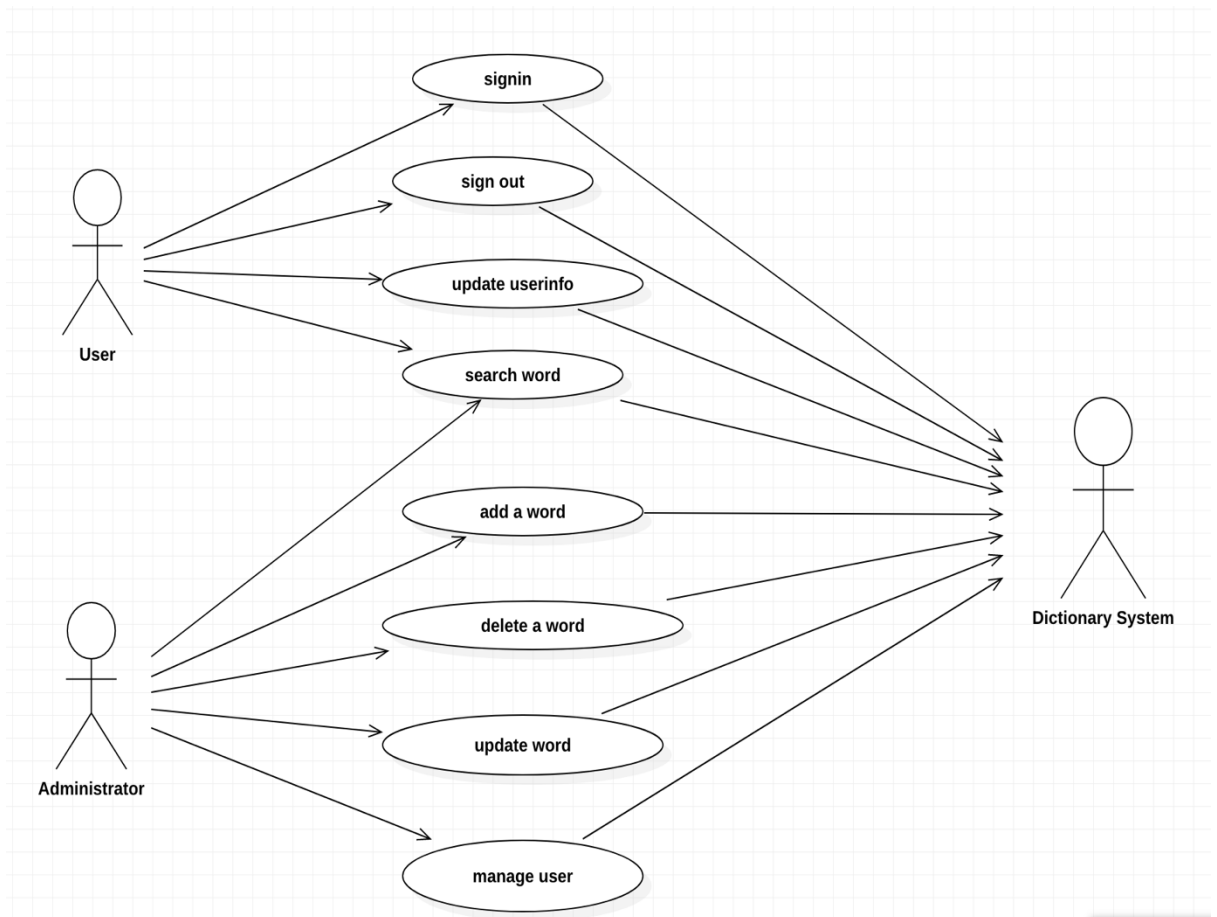 signin
sign out
update userinfo
User
search word
add a word
Dictionary System
delete a word
update word
Administrator
manage user